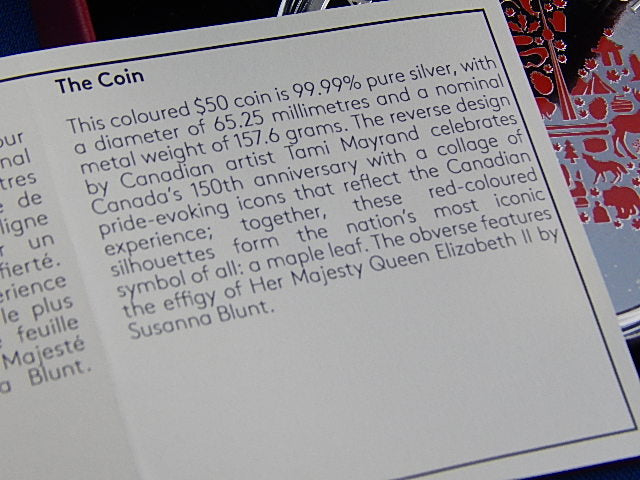 our
nal
tres
e de
ligne
r un
fierté.
érience
le plus
feuille
Majesté
a Blunt.
The Coin
This coloured $50 coin is 99.99% pure silver, with
a diameter of 65.25 millimetres and a nominal
metal weight of 157.6 grams. The reverse design
by Canadian artist Tami Mayrand celebrates
Canada's 150th anniversary with a collage of
pride-evoking icons that reflect the Canadian
experience; together, these red-coloured
silhouettes form the nation's most iconic
symbol of all: a maple leaf. The obverse features
the effigy of Her Majesty Queen Elizabeth II by
Susanna Blunt.